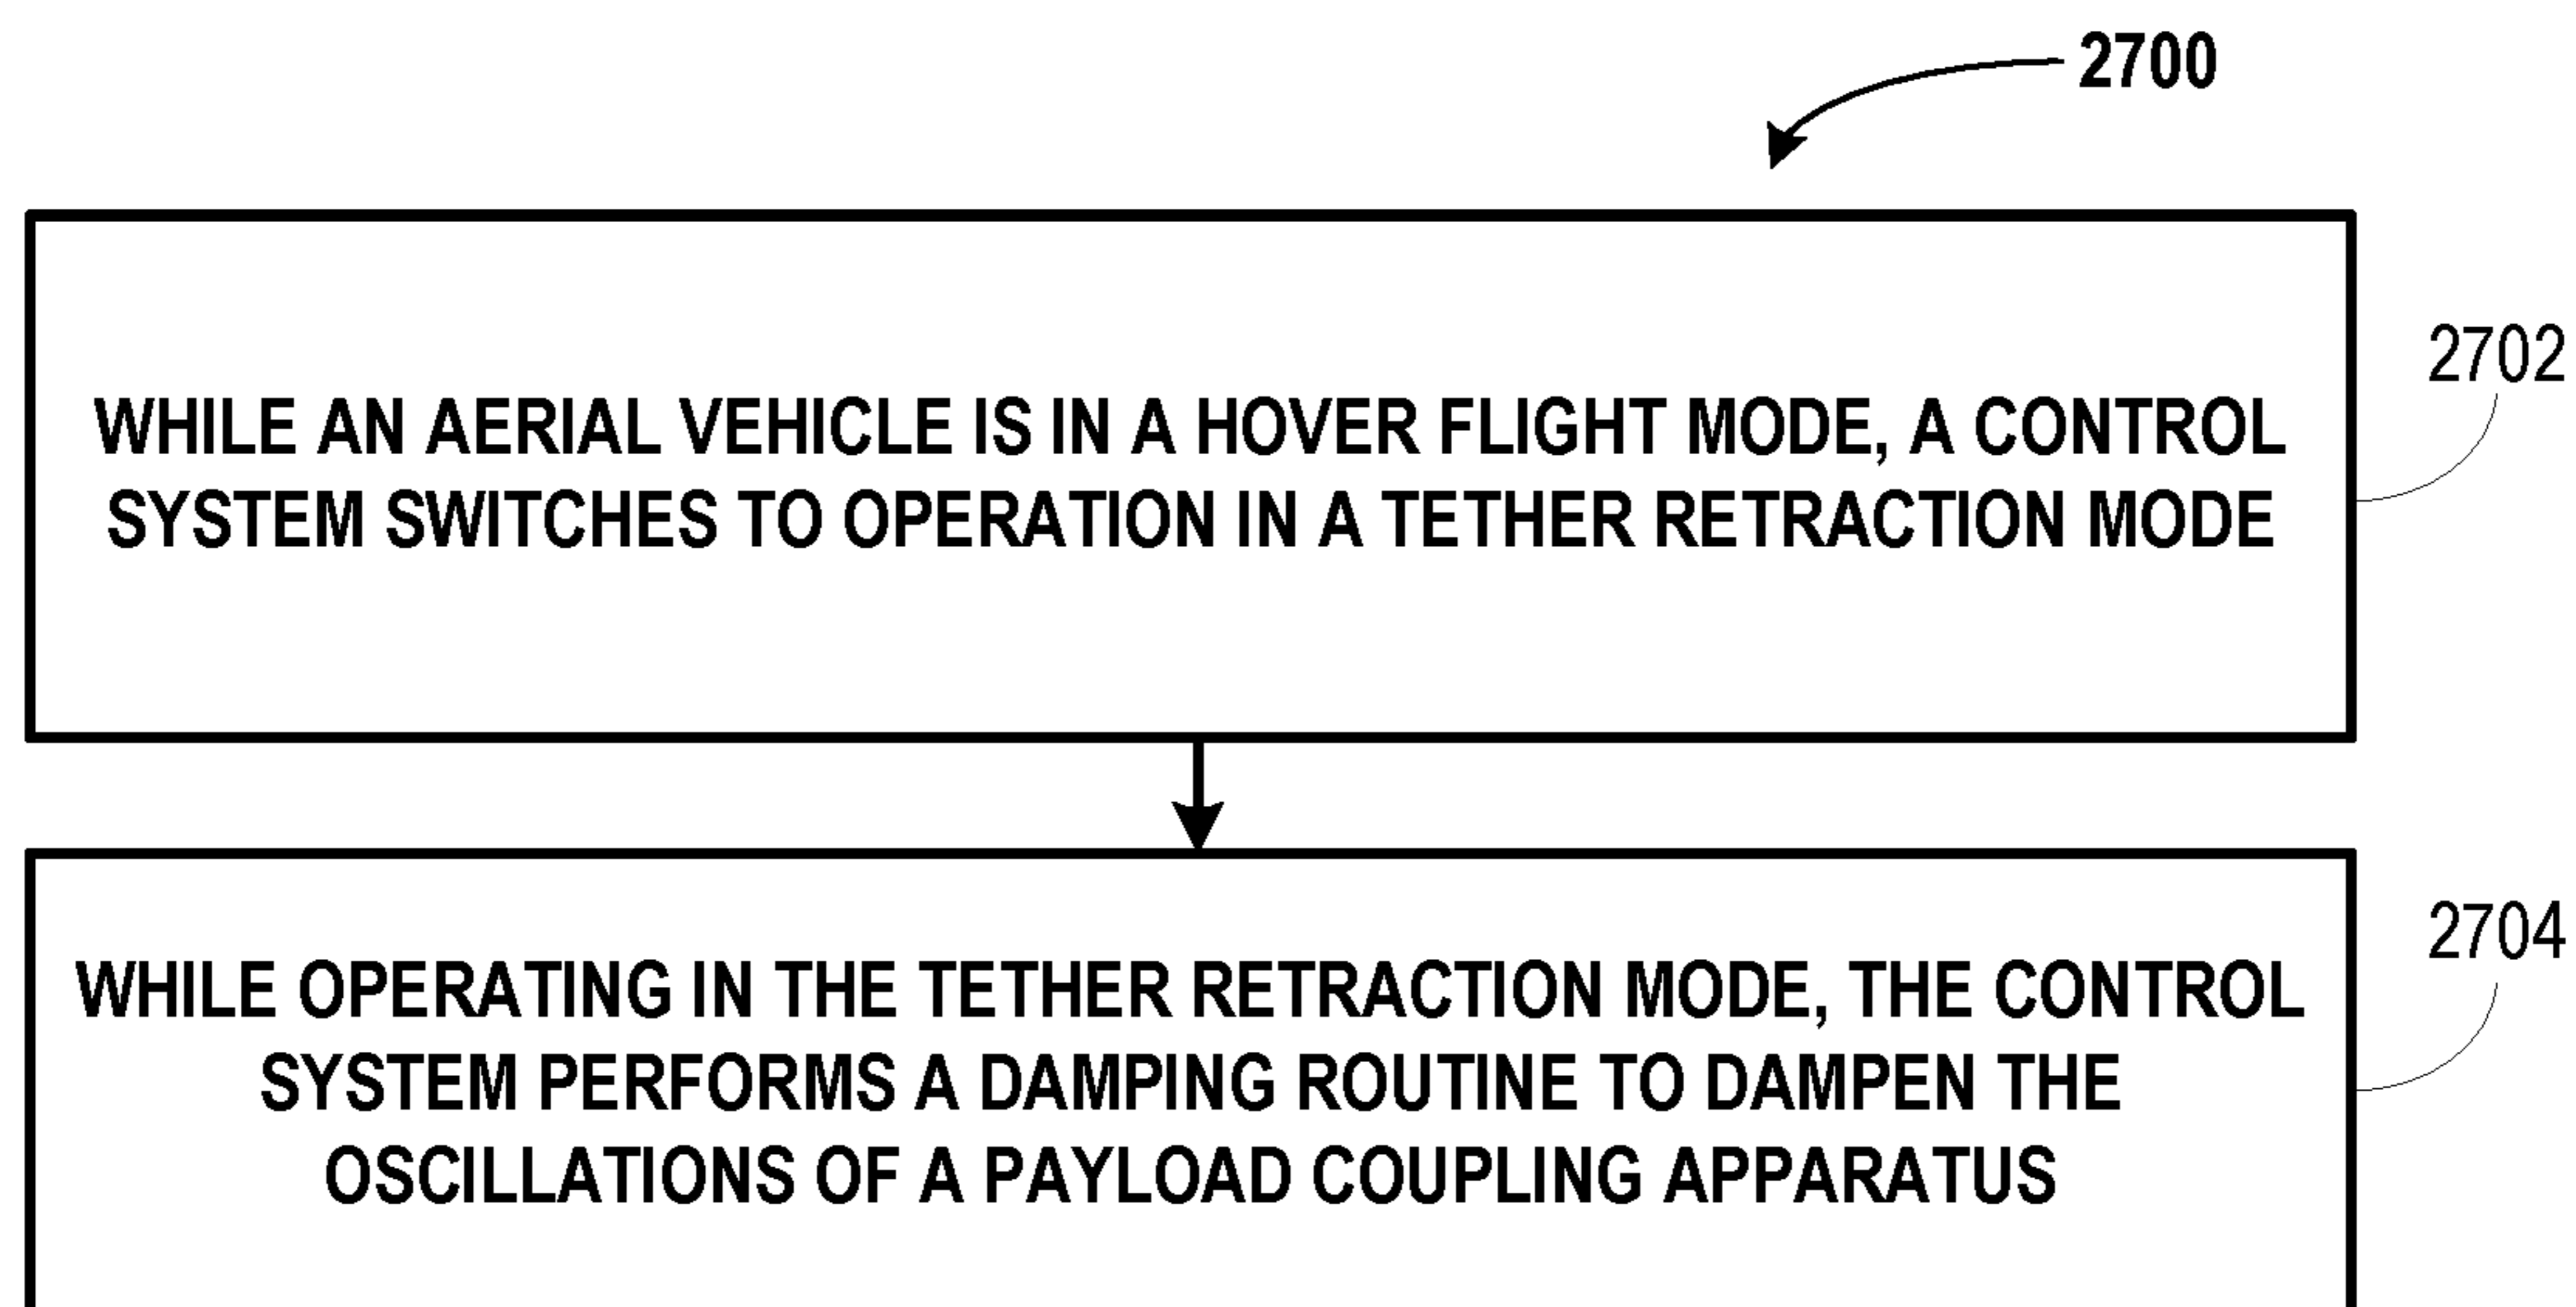 2700
WHILE AN AERIAL VEHICLE IS IN A HOVER FLIGHT MODE, A CONTROL
SYSTEM SWITCHES TO OPERATION IN A TETHER RETRACTION MODE
2702
WHILE OPERATING IN THE TETHER RETRACTION MODE, THE CONTROL
SYSTEM PERFORMS A DAMPING ROUTINE TO DAMPEN THE
OSCILLATIONS OF A PAYLOAD COUPLING APPARATUS
2704